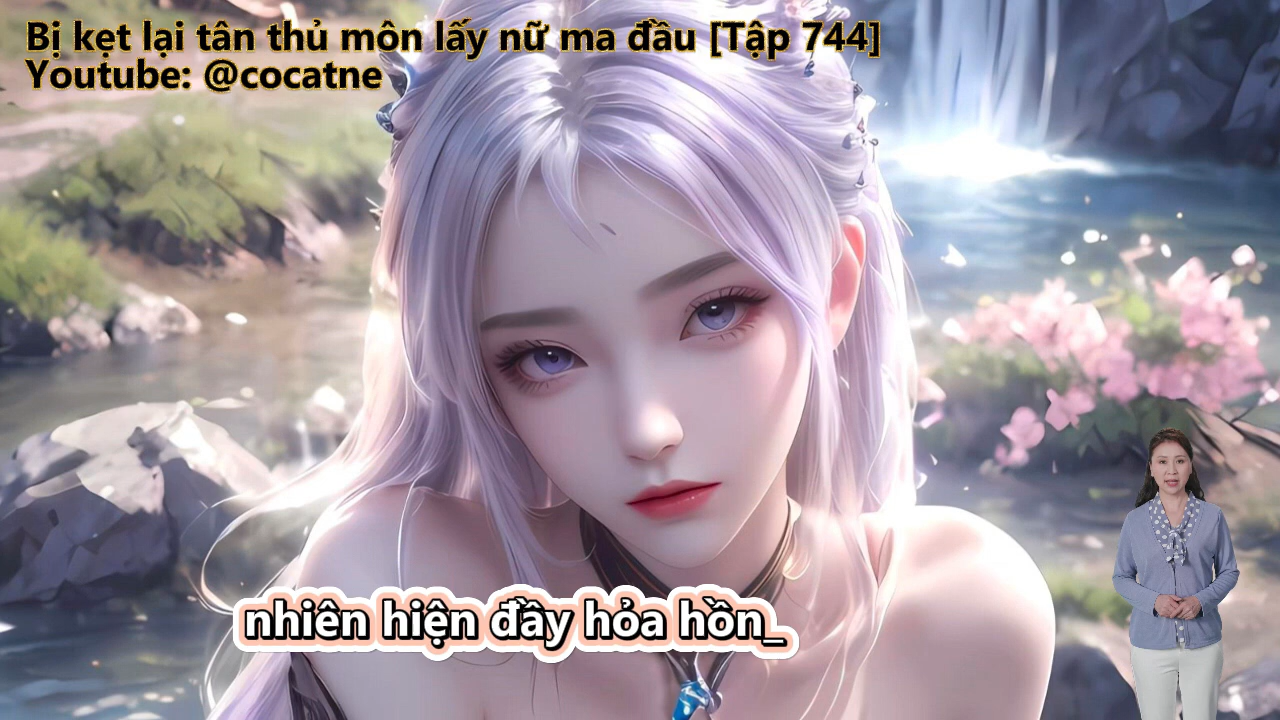 Bị kẹt lại tân thủ môn lấy nữ ma đầu [Tập 744]
Youtube: @cocatne
nhiên hiện đầy hỏa hồn_